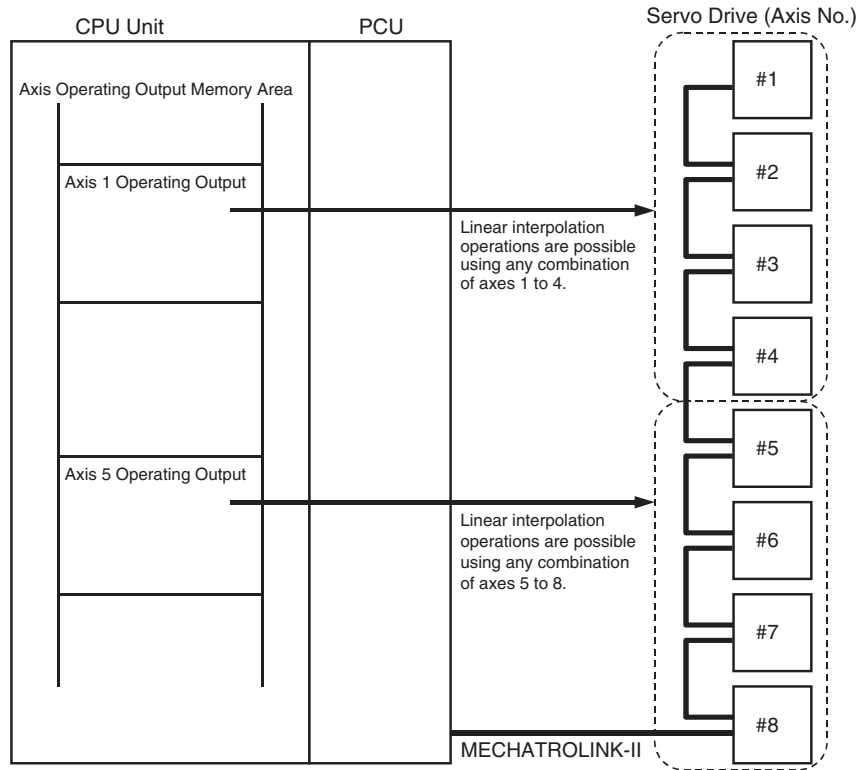 CPU Unit
PCU
Servo Drive (Axis No.)
Axis Operating Output Memory Area
Axis 1 Operating Output
Linear interpolation
operations are possible
using any combination
of axes 1 to 4.
Axis 5 Operating Output
Linear interpolation
operations are possible
using any combination
of axes 5 to 8.
#1
#2
#3
#4
#5
#6
#7
#8
MECHATROLINK-II